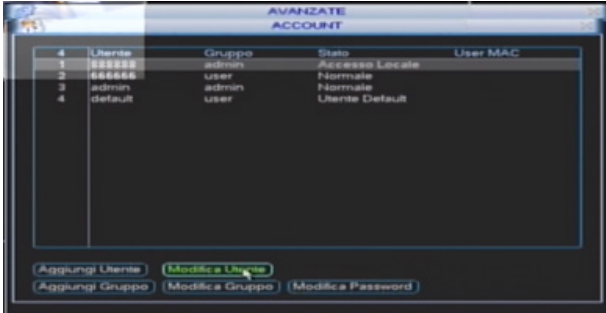 AVANZATE
ACCOUNT
4 Utente Gruppo Stato User MAC
1 888888 admin Accesso Locale
2 666666 user Normale
3 admin admin Normale
4 default user Utente Default
Aggiungi Utente Modifica Utente
Aggiungi Gruppo Modifica Gruppo Modifica Password